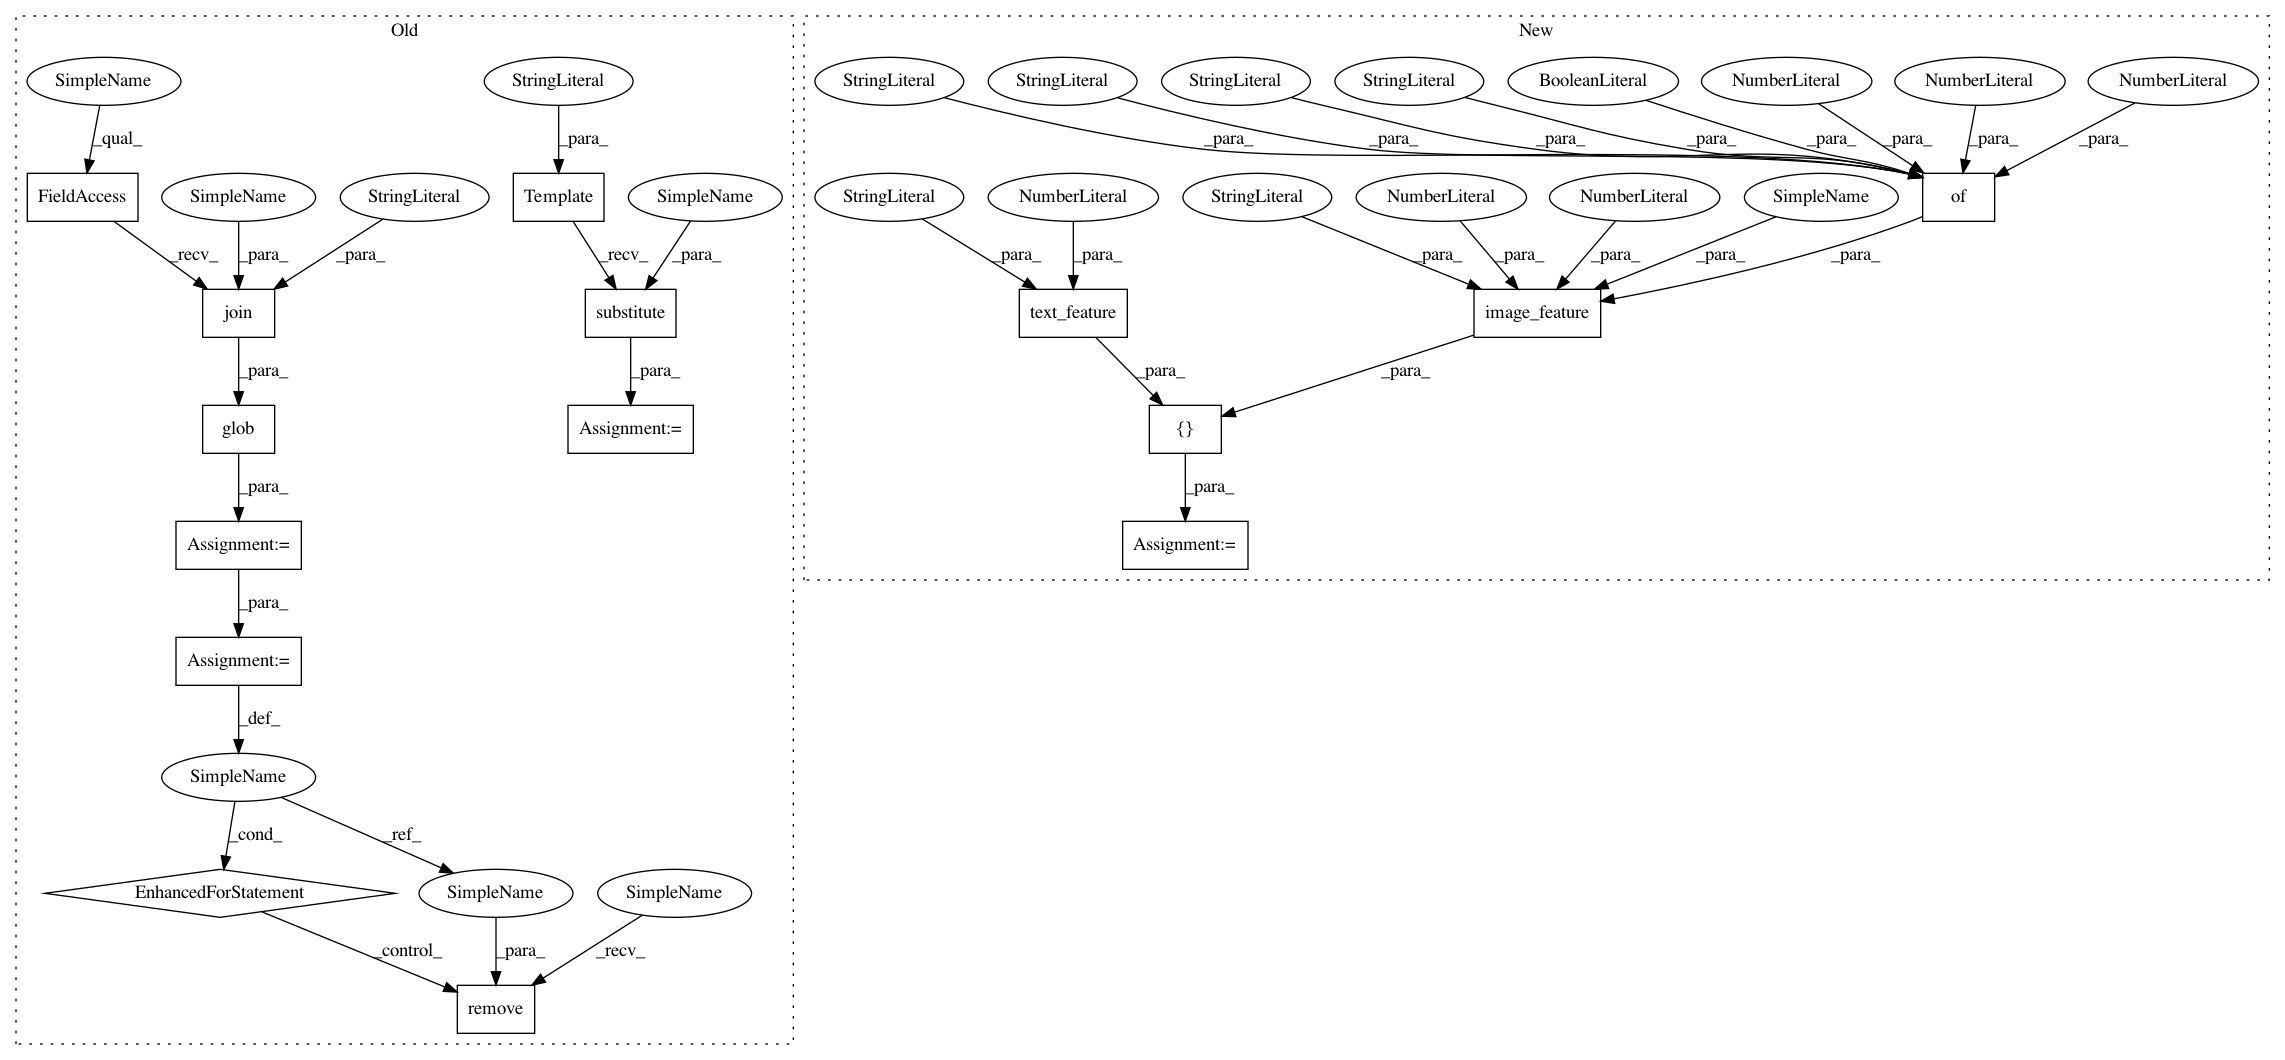 Old
New
SimpleName
StringLiteral
StringLiteral
StringLiteral
StringLiteral
StringLiteral
BooleanLiteral
NumberLiteral
NumberLiteral
NumberLiteral
_qual_
_para_
_para_
_para_
_para_
_para_
_para_
_para_
_para_
_para_
FieldAccess
SimpleName
StringLiteral
Template
SimpleName
StringLiteral
NumberLiteral
StringLiteral
NumberLiteral
NumberLiteral
SimpleName
of
_recv_
_para_
_para_
_recv_
_para_
_para_
_para_
_para_
_para_
_para_
_para_
_para_
join
substitute
text_feature
image_feature
_para_
_para_
_para_
_para_
glob
Assignment:=
{}
_para_
_para_
Assignment:=
Assignment:=
_para_
Assignment:=
_def_
SimpleName
_cond_
_ref_
EnhancedForStatement
SimpleName
SimpleName
_control_
_para_
_recv_
remove